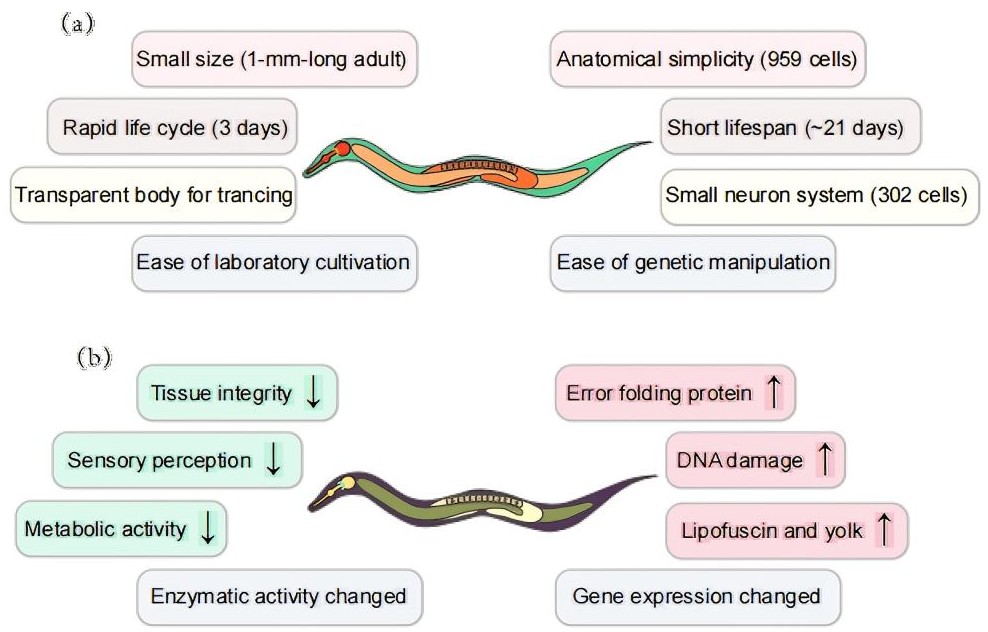 (a)
Small size (1-mm-long adult)
Anatomical simplicity (959 cells)
Rapid life cycle (3 days)
Short lifespan (~21 days)
Transparent body for trancing
Small neuron system (302 cells)
Ease of laboratory cultivation
Ease of genetic manipulation
(b)
Tissue integrity ↓
Error folding protein ↑
Sensory perception ↓
DNA damage ↑
Metabolic activity ↓
Lipofuscin and yolk ↑
Enzymatic activity changed
Gene expression changed